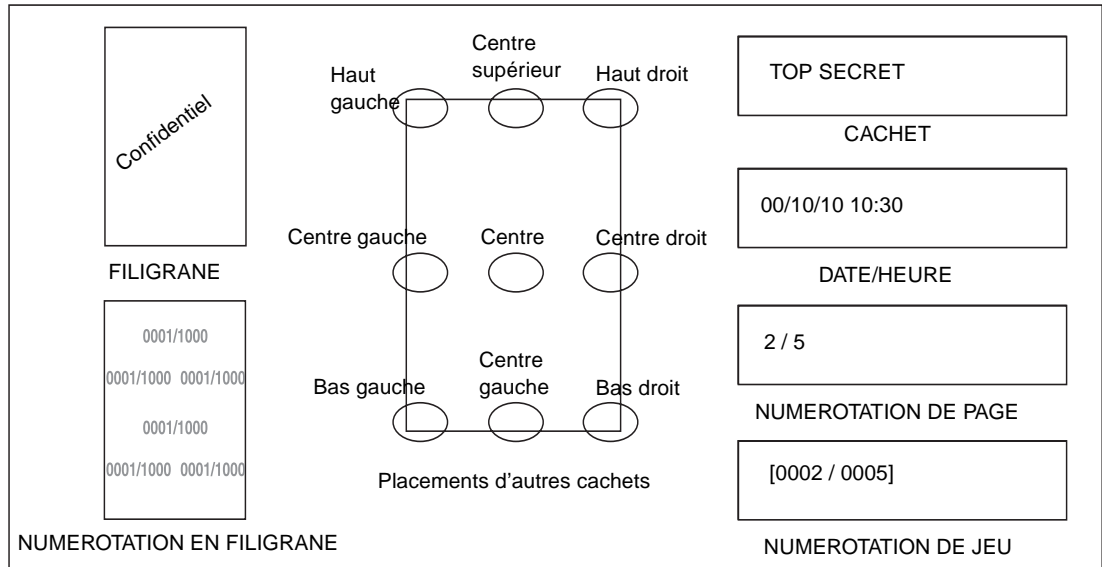 Confidentiel
FILIGRANE
0001/1000
0001/1000 0001/1000
0001/1000
0001/1000 0001/1000
NUMEROTATION EN FILIGRANE
Haut
gauche
Centre
supérieur
Haut droit
Centre gauche
Centre
Centre droit
Bas gauche
Centre
gauche
Bas droit
Placements d'autres cachets
TOP SECRET
CACHET
00/10/10 10:30
DATE/HEURE
2 / 5
NUMEROTATION DE PAGE
[0002 / 0005]
NUMEROTATION DE JEU